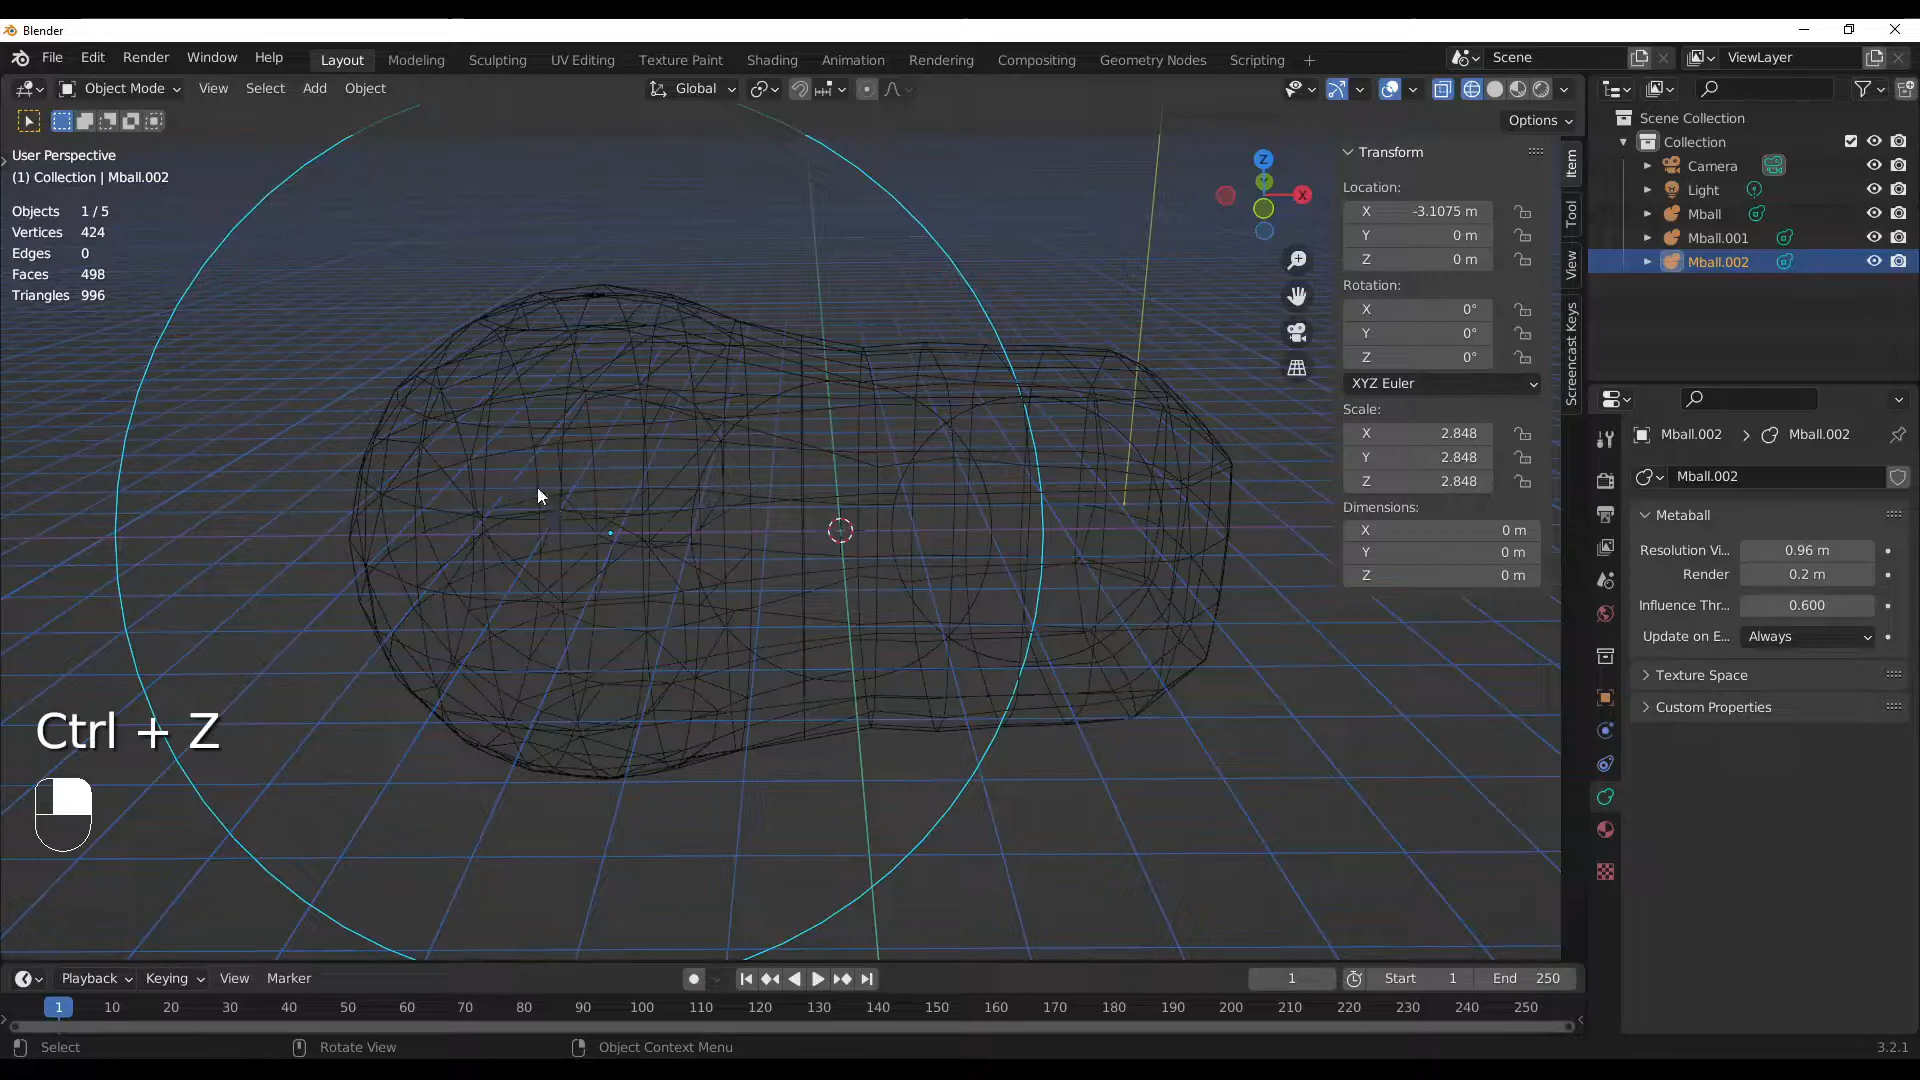 Blender
File Edit Render Window Help Layout Modeling Sculpting UV Editing Texture Paint Shading Animation Rendering Compositing Geometry Nodes Scripting + Scene ViewLayer
Object Mode View Select Add Object Global
Options
User Perspective
(1) Collection | Mball.002
Objects 1 / 5
Vertices 424
Edges 0
Faces 498
Triangles 996
Z
Y
X
Transform
Location:
X -3.1075 m
Y 0 m
Z 0 m
Rotation:
X 0°
Y 0°
Z 0°
XYZ Euler
Scale:
X 2.848
Y 2.848
Z 2.848
Dimensions:
X 0 m
Y 0 m
Z 0 m
Item
Tool
View
Screencast Keys
Scene Collection
Collection
Camera
Light
Mball
Mball.001
Mball.002
Mball.002 > Mball.002
Mball.002
Metaball
Resolution Vi... 0.96 m
Render 0.2 m
Influence Thr... 0.600
Update on E... Always
Texture Space
Custom Properties
Ctrl + Z
Playback Keying View Marker 1 Start 1 End 250
1 10 20 30 40 50 60 70 80 90 100 110 120 130 140 150 160 170 180 190 200 210 220 230 240 250
Select Rotate View Object Context Menu 3.2.1